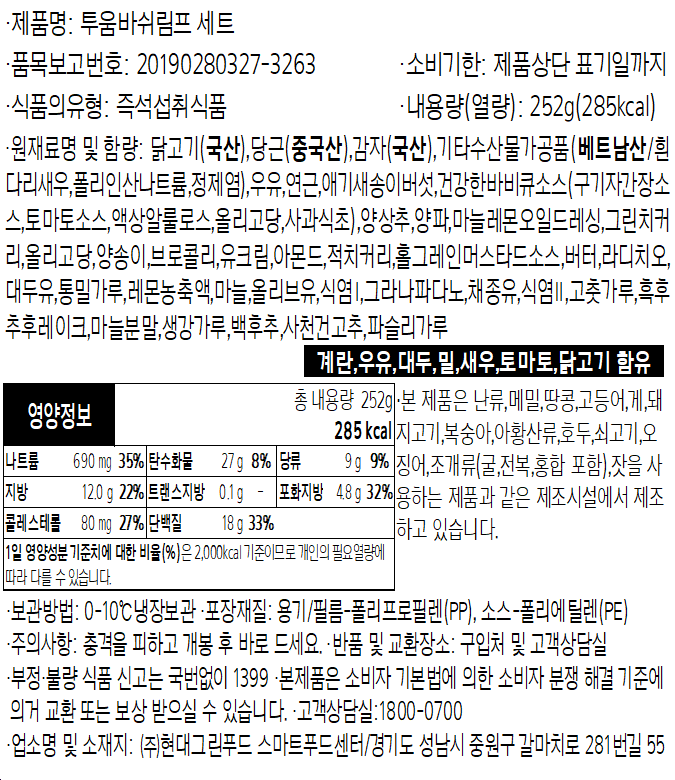 ·제품명: 투움바쉬림프 세트
·품목보고번호: 20190280327-3263 ·소비기한: 제품상단 표기일까지
·식품의유형: 즉석섭취식품 ·내용량(열량): 252g(285kcal)
·원재료명 및 함량: 닭고기(국산),당근(중국산),감자(국산),기타수산물가공품(베트남산/흰
다리새우,폴리인산나트륨,정제염),우유,연근,애기새송이버섯,건강한바비큐소스(구기자간장소
스,토마토소스,액상알룰로스,올리고당,사과식초),양상추,양파,마늘레몬오일드레싱,그린치커
리,올리고당,양송이,브로콜리,유크림,아몬드,적치커리,홀그레인머스타드소스,버터,라디치오,
대두유,통밀가루,레몬농축액,마늘,올리브유,식염Ⅰ,그라나파다노,채종유,식염Ⅱ,고춧가루,흑후
추후레이크,마늘분말,생강가루,백후추,사천건고추,파슬리가루
계란,우유,대두,밀,새우,토마토,닭고기 함유
영양정보
총 내용량 252g
285 kcal
나트륨 690 mg 35% 탄수화물 27 g 8% 당류 9 g 9%
지방 12.0 g 22% 트랜스지방 0.1 g - 포화지방 4.8 g 32%
콜레스테롤 80 mg 27% 단백질 18 g 33%
1일 영양성분 기준치에 대한 비율(%)은 2,000kcal 기준이므로 개인의 필요열량에
따라 다를 수 있습니다.
·본 제품은 난류,메밀,땅콩,고등어,게,돼
지고기,복숭아,아황산류,호두,쇠고기,오
징어,조개류(굴,전복,홍합 포함),잣을 사
용하는 제품과 같은 제조시설에서 제조
하고 있습니다.
·보관방법: 0-10℃냉장보관 ·포장재질: 용기/필름-폴리프로필렌(PP), 소스-폴리에틸렌(PE)
·주의사항: 충격을 피하고 개봉 후 바로 드세요. ·반품 및 교환장소: 구입처 및 고객상담실
·부정·불량 식품 신고는 국번없이 1399 ·본제품은 소비자 기본법에 의한 소비자 분쟁 해결 기준에
의거 교환 또는 보상 받으실 수 있습니다. ·고객상담실:1800-0700
·업소명 및 소재지: (주)현대그린푸드 스마트푸드센터/경기도 성남시 중원구 갈마치로 281번길 55